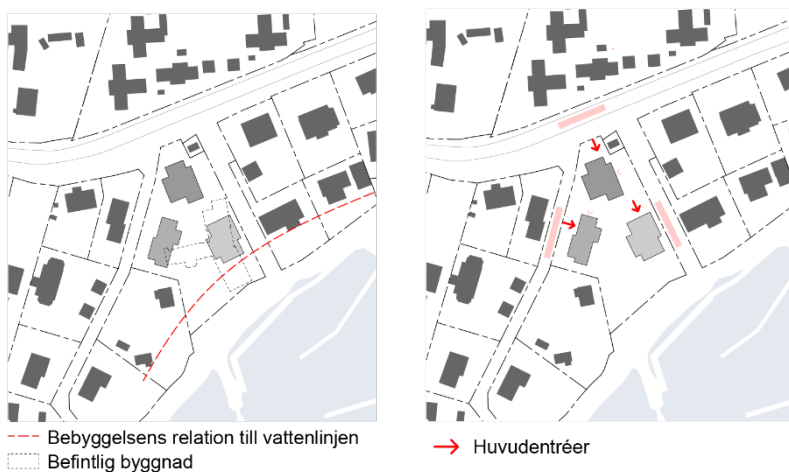 Bebyggelsens relation till vattenlinjen
Befintlig byggnad
Huvudentréer